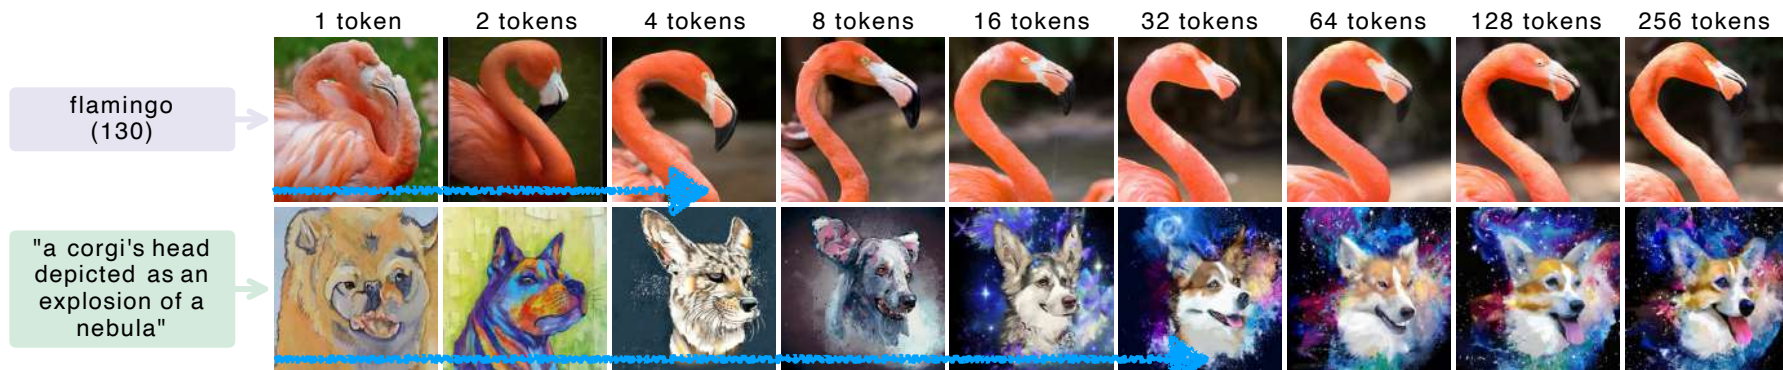 1 token 2 tokens 4 tokens 8 tokens 16 tokens 32 tokens 64 tokens 128 tokens 256 tokens
flamingo
(130)
"a corgi's head
depicted as an
explosion of a
nebula"